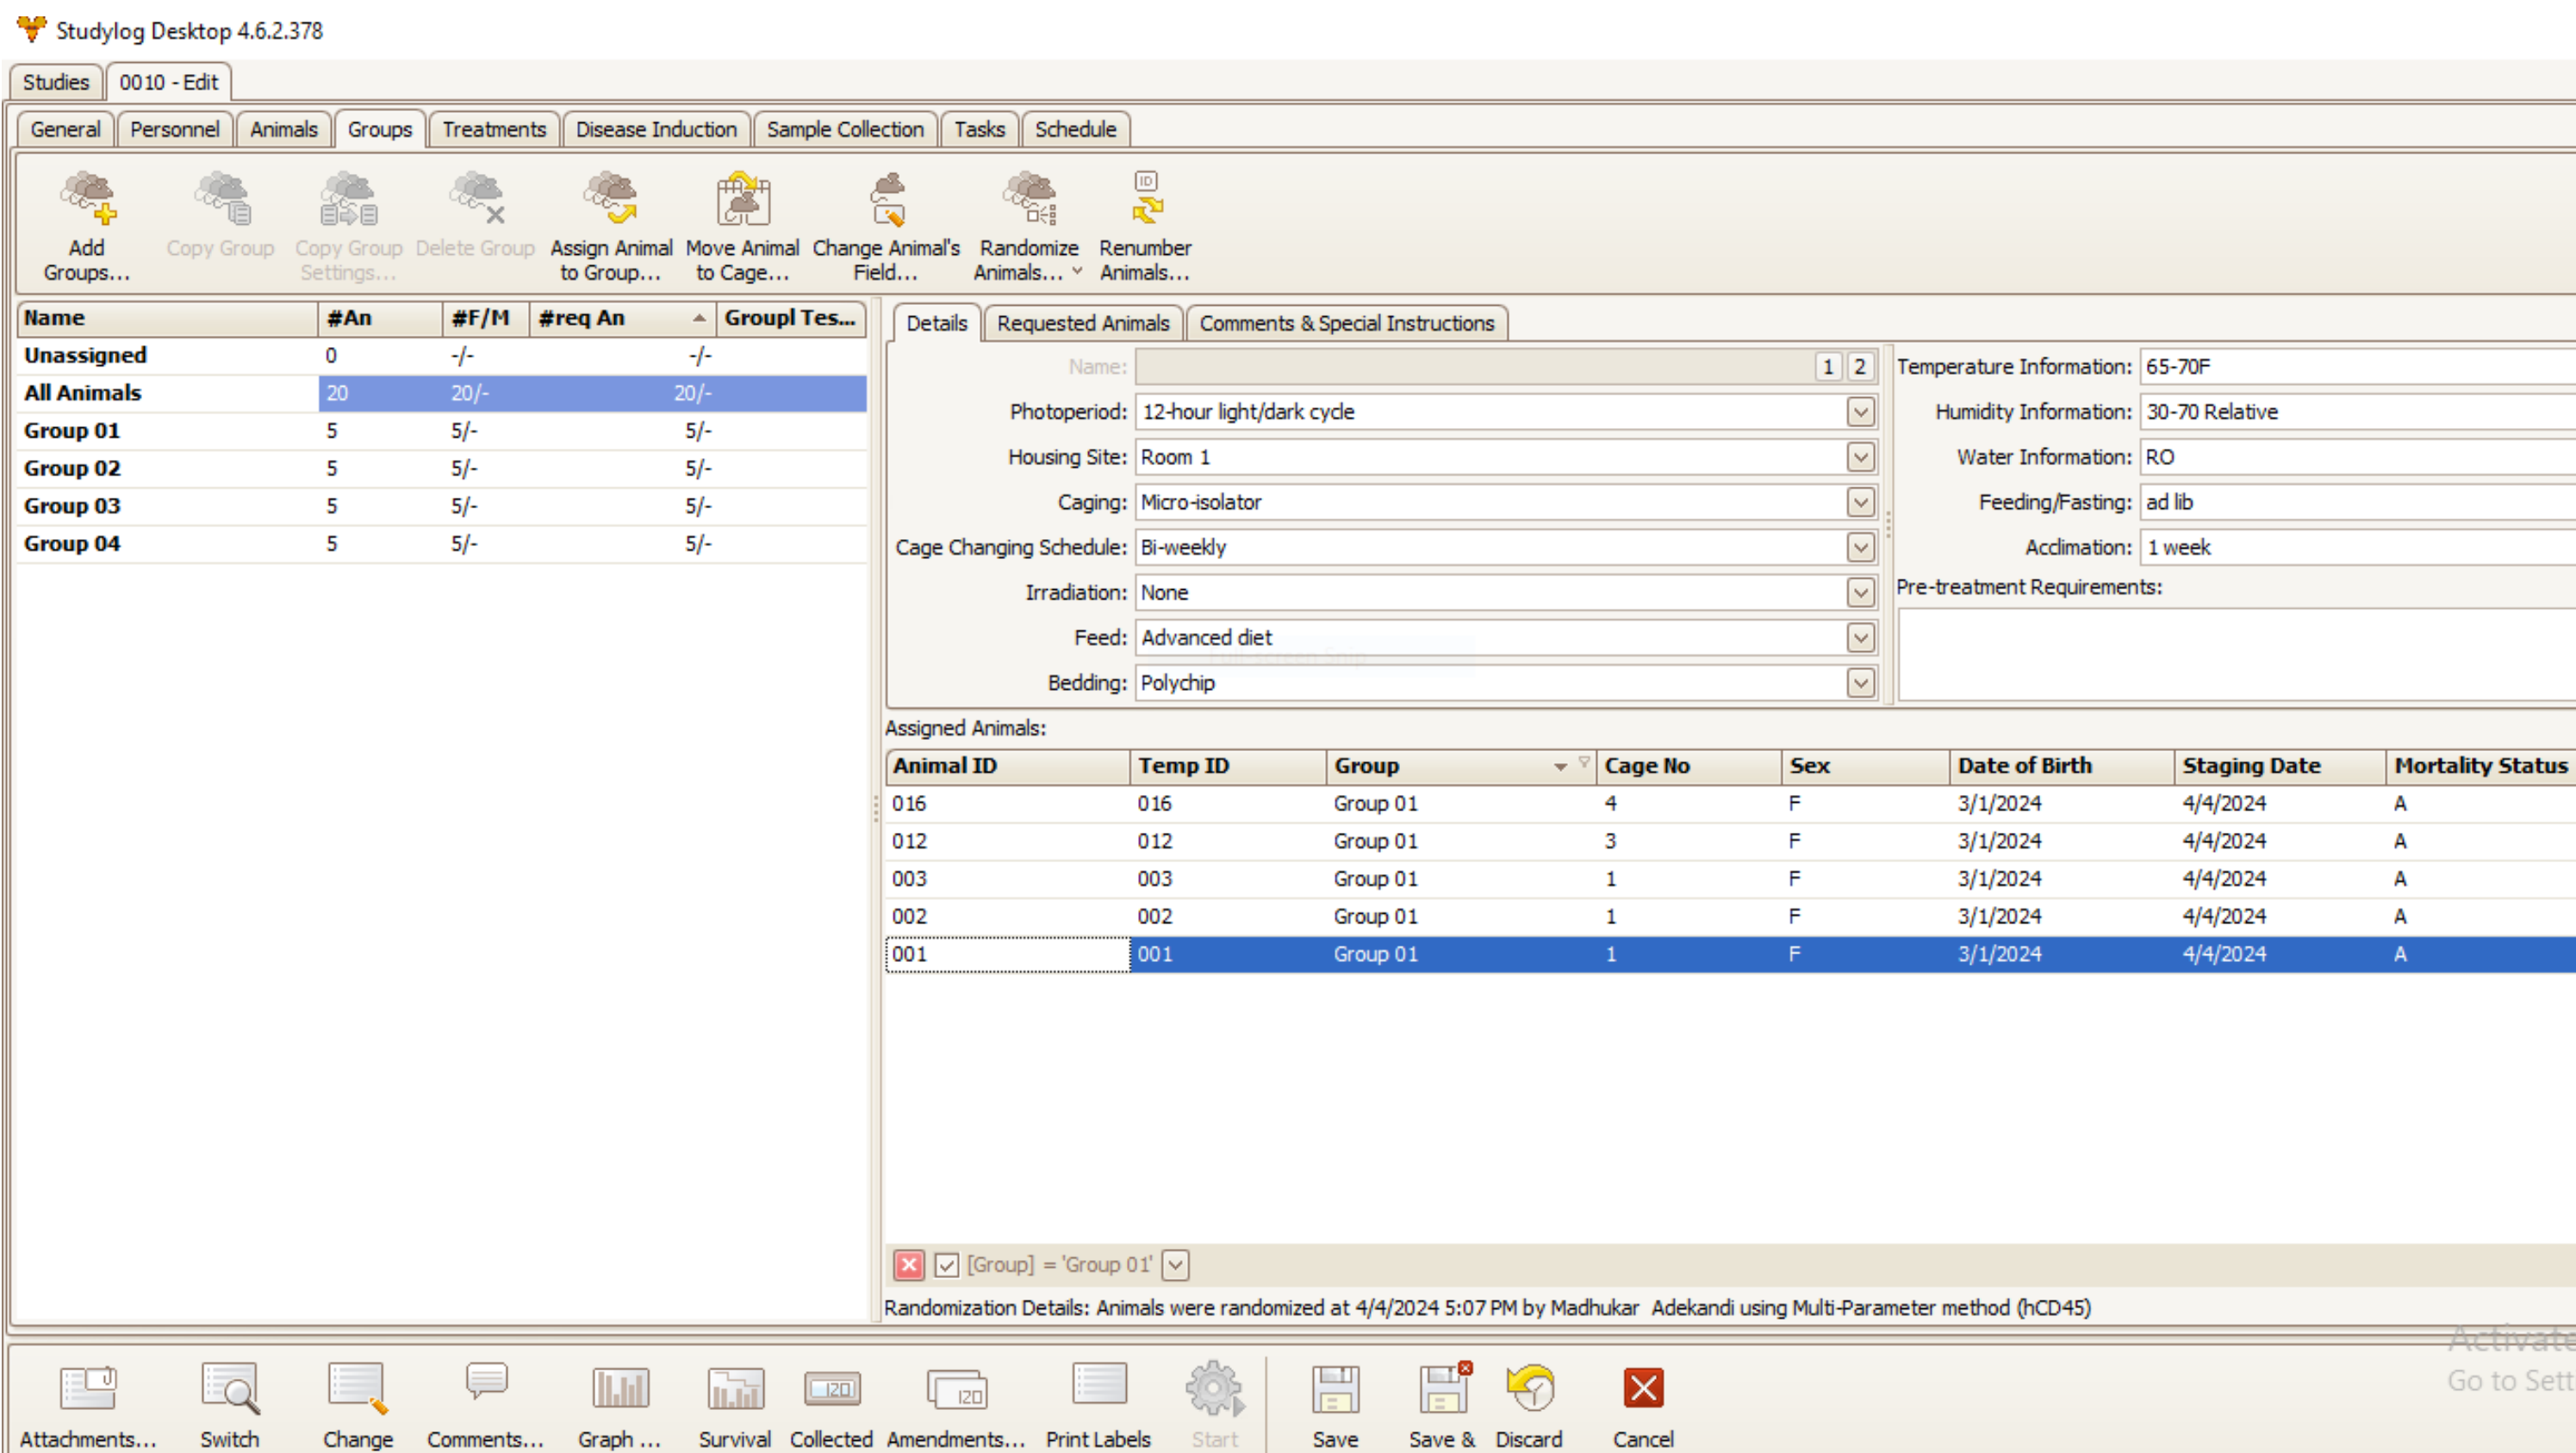 Studylog Desktop 4.6.2.378
Studies 0010 - Edit
General Personnel Animals Groups Treatments Disease Induction Sample Collection Tasks Schedule
ID
Add Groups... Copy Group Copy Group Settings... Delete Group Assign Animal to Group... Move Animal to Cage... Change Animal's Field... Randomize Animals... Renumber Animals...
Name #An #F/M #req An Groupl Tes...
Unassigned 0 -/- -/-
All Animals 20 20/- 20/-
Group 01 5 5/- 5/-
Group 02 5 5/- 5/-
Group 03 5 5/- 5/-
Group 04 5 5/- 5/-
Details Requested Animals Comments & Special Instructions
Name: 1 2
Photoperiod: 12-hour light/dark cycle
Housing Site: Room 1
Caging: Micro-isolator
Cage Changing Schedule: Bi-weekly
Irradiation: None
Feed: Advanced diet
Full-screen Snip
Bedding: Polychip
Temperature Information: 65-70F
Humidity Information: 30-70 Relative
Water Information: RO
Feeding/Fasting: ad lib
Acclimation: 1 week
Pre-treatment Requirements:
Assigned Animals:
Animal ID Temp ID Group Cage No Sex Date of Birth Staging Date Mortality Status
016 016 Group 01 4 F 3/1/2024 4/4/2024 A
012 012 Group 01 3 F 3/1/2024 4/4/2024 A
003 003 Group 01 1 F 3/1/2024 4/4/2024 A
002 002 Group 01 1 F 3/1/2024 4/4/2024 A
001 001 Group 01 1 F 3/1/2024 4/4/2024 A
[Group] = 'Group 01'
Randomization Details: Animals were randomized at 4/4/2024 5:07 PM by Madhukar Adekandi using Multi-Parameter method (hCD45)
Activate
Go to Sett
120 120
Attachments... Switch Change Comments... Graph ... Survival Collected Amendments... Print Labels Start Save Save & Discard Cancel